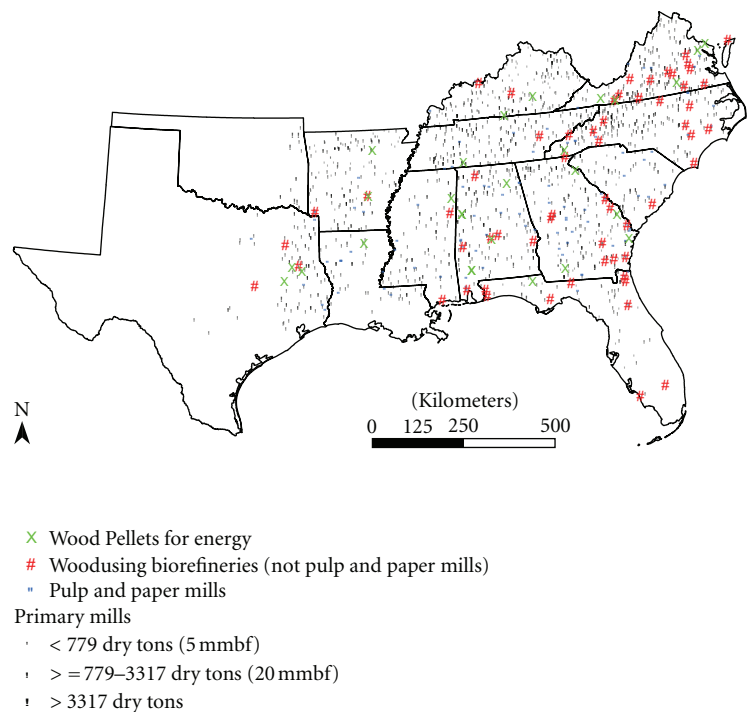 (Kilometers)
0 125 250 500
N
X Wood Pellets for energy
# Woodusing biorefineries (not pulp and paper mills)
" Pulp and paper mills
Primary mills
< 779 dry tons (5 mmbf)
> = 779–3317 dry tons (20 mmbf)
> 3317 dry tons